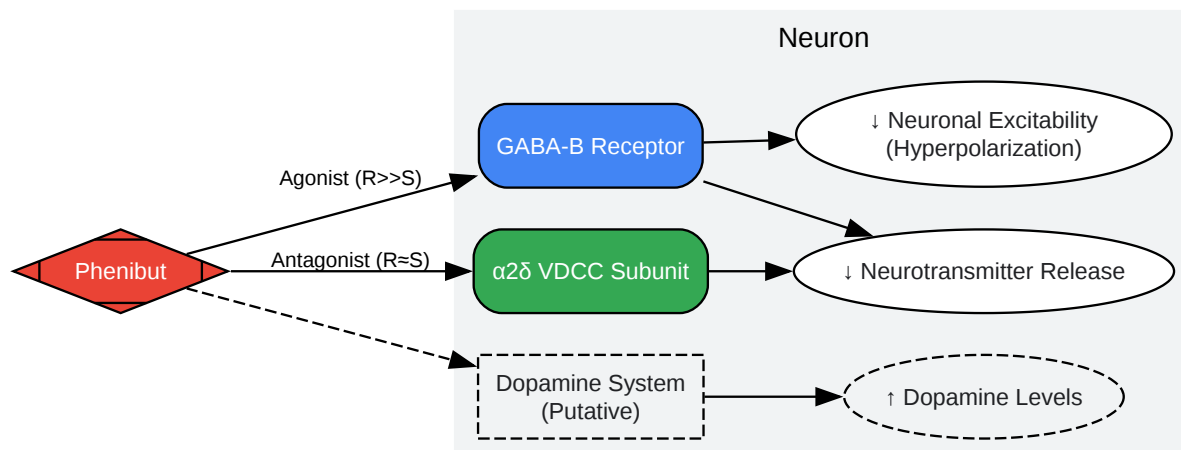 Neuron
↓ Neuronal Excitability
(Hyperpolarization)
GABA-B Receptor
Agonist (R>>S)
Phenibut
Antagonist (R≈S)
α2δ VDCC Subunit
↓ Neurotransmitter Release
Dopamine System
(Putative)
↑ Dopamine Levels